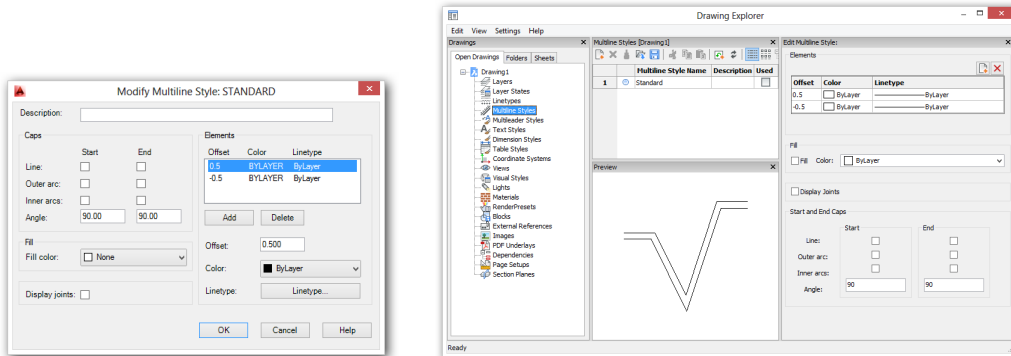 Modify Multiline Style: STANDARD
Description:
Caps
Start End
Line:
Outer arc:
Inner arcs:
Angle: 90.00 90.00
Fill
Fill color: None
Display joints:
Elements
Offset Color Linetype
0.5 BYLAYER ByLayer
-0.5 BYLAYER ByLayer
Add Delete
Offset: 0.500
Color: ByLayer
Linetype: Linetype...
OK Cancel Help
Drawing Explorer
Edit View Settings Help
Drawings
Open Drawings Folders Sheets
Drawing1
Layers
Layer States
Linetypes
Multiline Styles
Multileader Styles
Text Styles
Dimension Styles
Table Styles
Coordinate Systems
Views
Visual Styles
Lights
Materials
RenderPresets
Blocks
External References
Images
PDF Underlays
Dependencies
Page Setups
Section Planes
Multiline Styles [Drawing1]
Multiline Style Name Description Used
1 Standard
Preview
Edit Multiline Style:
Elements
Offset Color Linetype
0.5 ByLayer ByLayer
-0.5 ByLayer ByLayer
Fill
Fill Color: ByLayer
Display Joints
Start and End Caps
Start End
Line:
Outer arc:
Inner arcs:
Angle: 90 90
Ready